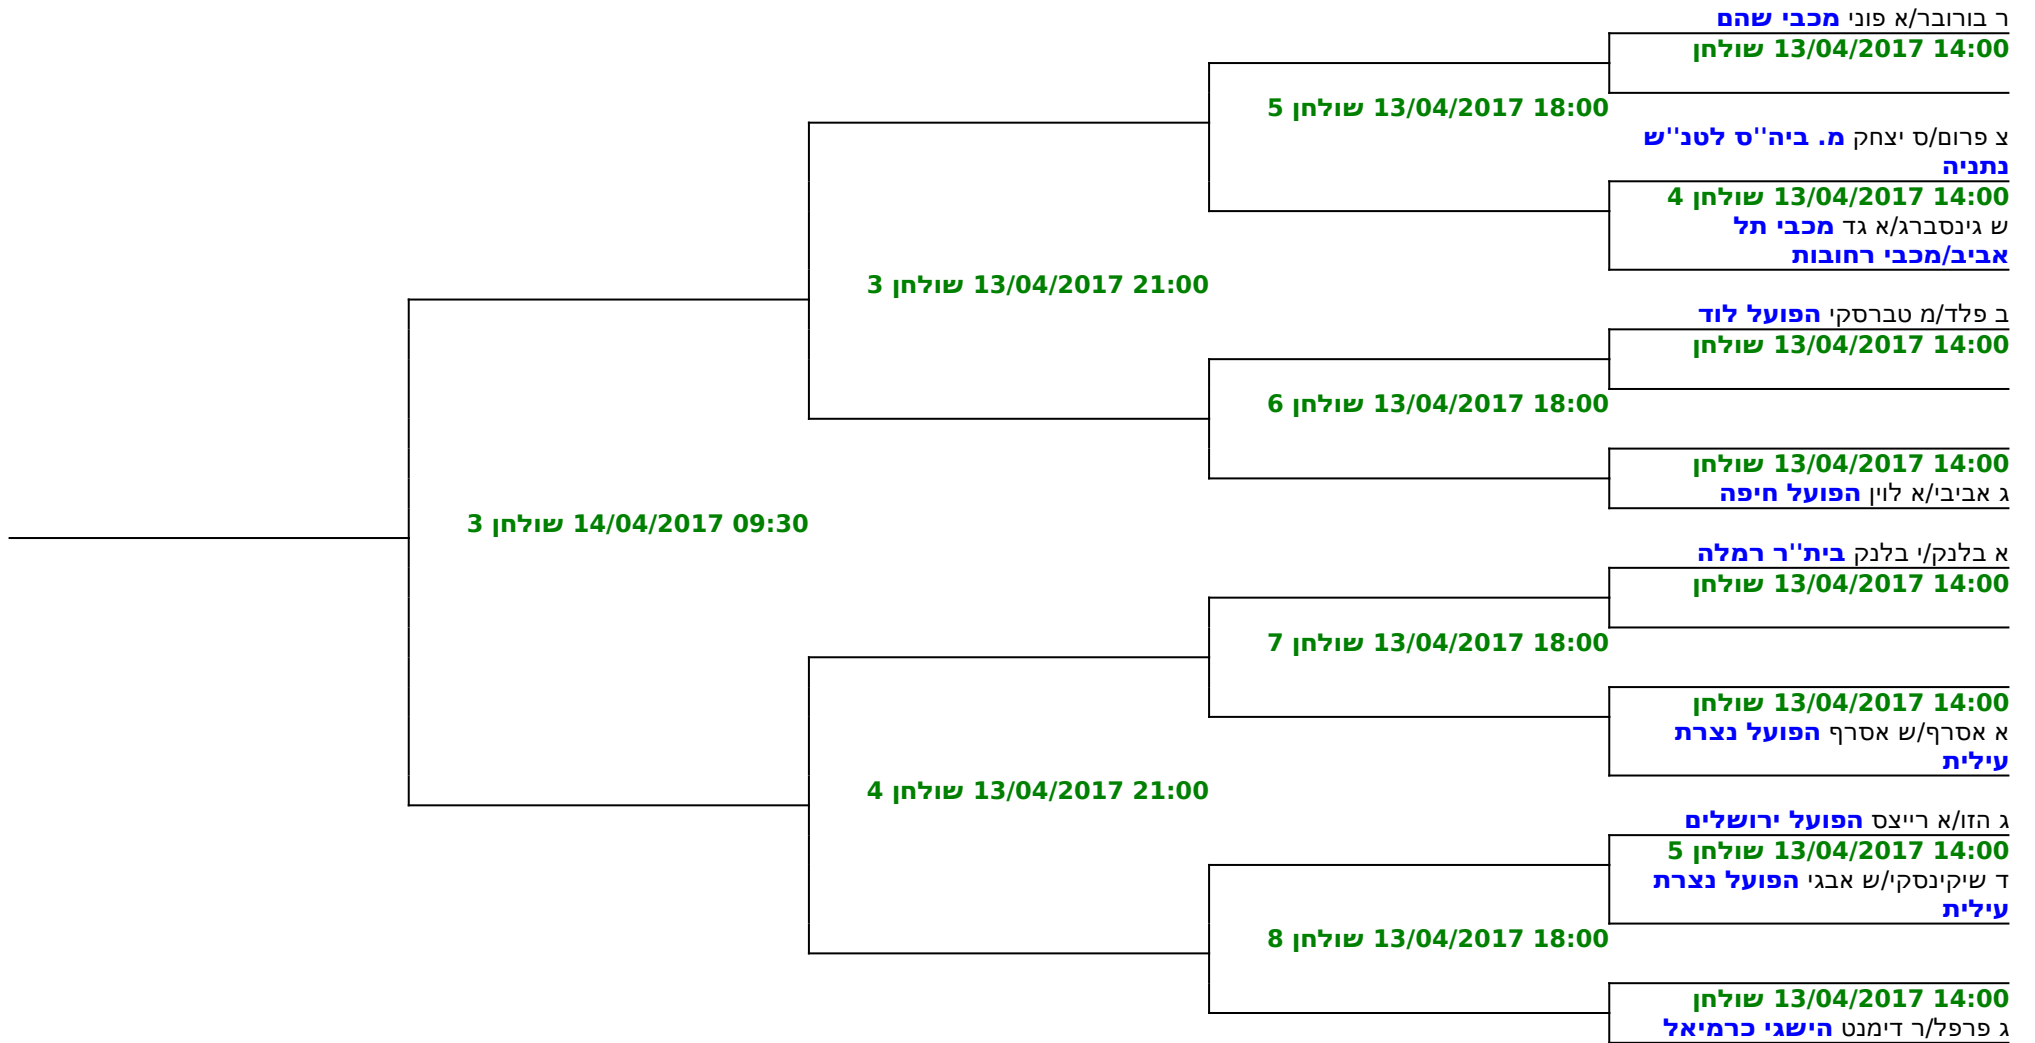 ר בורובר/א פוני מכבי שהם
13/04/2017 14:00 שולחן
13/04/2017 18:00 שולחן 5
צ פרום/ס יצחק מ. ביה''ס לטנ''ש
נתניה
13/04/2017 14:00 שולחן 4
ש גינסברג/א גד מכבי תל
אביב/מכבי רחובות
13/04/2017 21:00 שולחן 3
ב פלד/מ טברסקי הפועל לוד
13/04/2017 14:00 שולחן
13/04/2017 18:00 שולחן 6
13/04/2017 14:00 שולחן
ג אביבי/א לוין הפועל חיפה
14/04/2017 09:30 שולחן 3
א בלנק/י בלנק בית''ר רמלה
13/04/2017 14:00 שולחן
13/04/2017 18:00 שולחן 7
13/04/2017 14:00 שולחן
א אסרף/ש אסרף הפועל נצרת
עילית
13/04/2017 21:00 שולחן 4
ג הזו/א רייצס הפועל ירושלים
13/04/2017 14:00 שולחן 5
ד שיקינסקי/ש אבגי הפועל נצרת
עילית
13/04/2017 18:00 שולחן 8
13/04/2017 14:00 שולחן
ג פרפל/ר דימנט הישגי כרמיאל